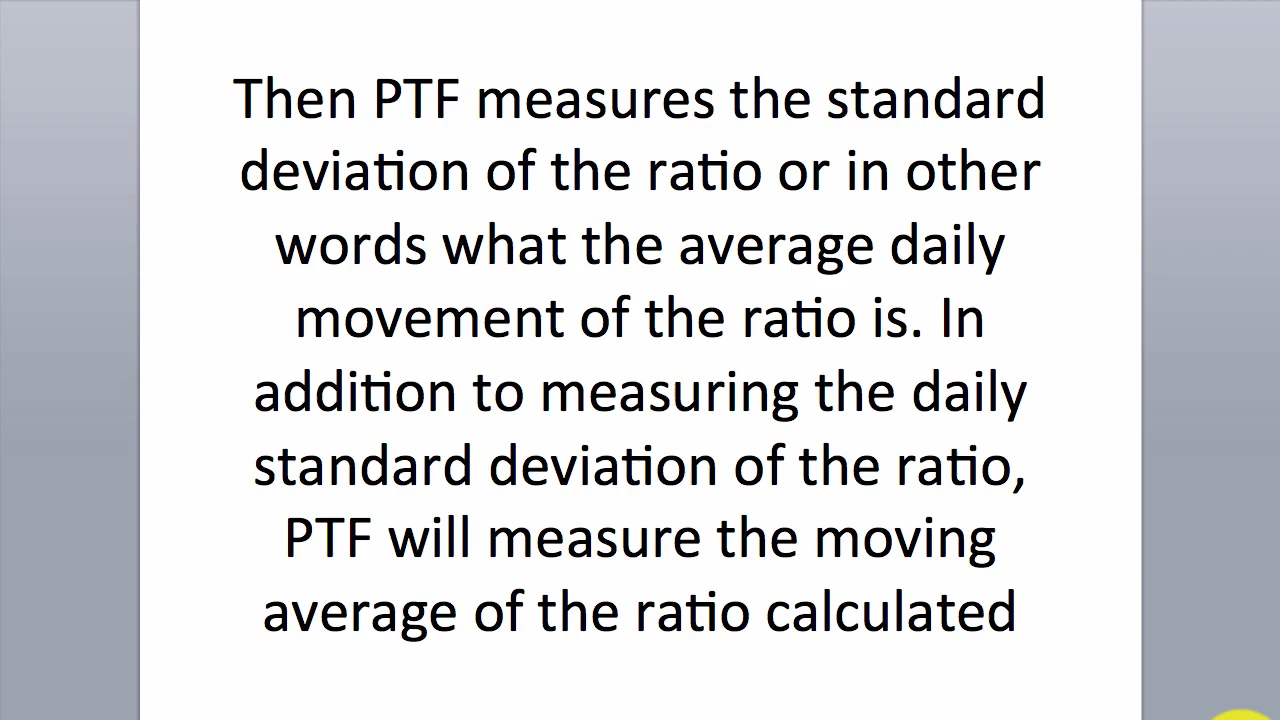 Then PTF measures the standard
deviation of the ratio or in other
words what the average daily
movement of the ratio is. In
addition to measuring the daily
standard deviation of the ratio,
PTF will measure the moving
average of the ratio calculated